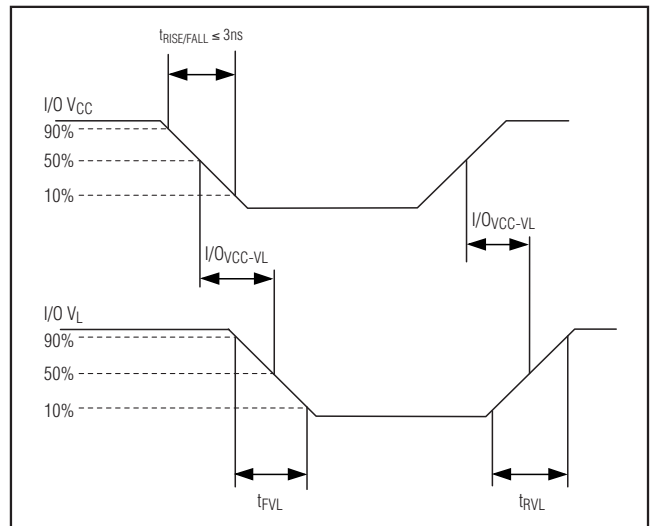 tRISE/FALL ≤ 3ns
I/O VCC
90%
50%
10%
I/OVCC-VL
I/OVCC-VL
I/O VL
90%
50%
10%
tFVL
tRVL